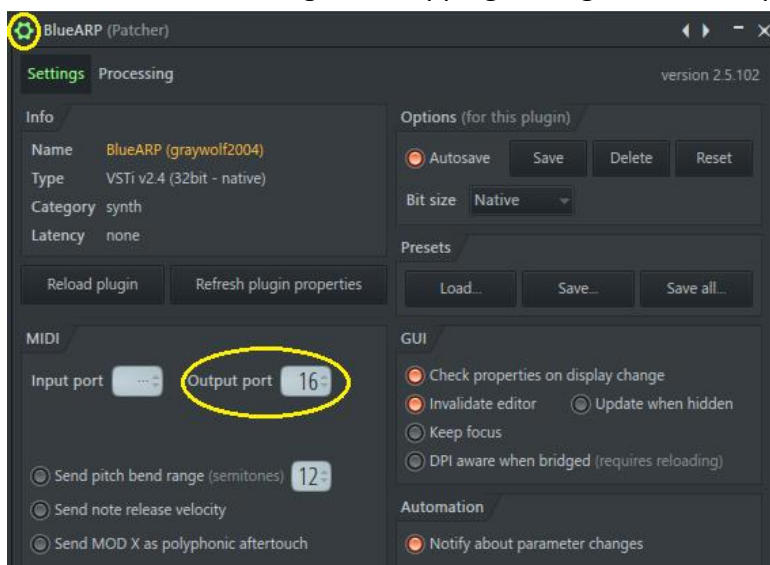 BlueARP (Patcher)
Settings Processing
version 2.5.102
Info
Name BlueARP (graywolf2004)
Type VSTi v2.4 (32bit - native)
Category synth
Latency none
Reload plugin Refresh plugin properties
Options (for this plugin)
Autosave Save Delete Reset
Bit size Native
Presets
Load... Save... Save all...
MIDI
Input port --- Output port 16
Send pitch bend range (semitones) 12
Send note release velocity
Send MOD X as polyphonic aftertouch
GUI
Check properties on display change
Invalidate editor Update when hidden
Keep focus
DPI aware when bridged (requires reloading)
Automation
Notify about parameter changes